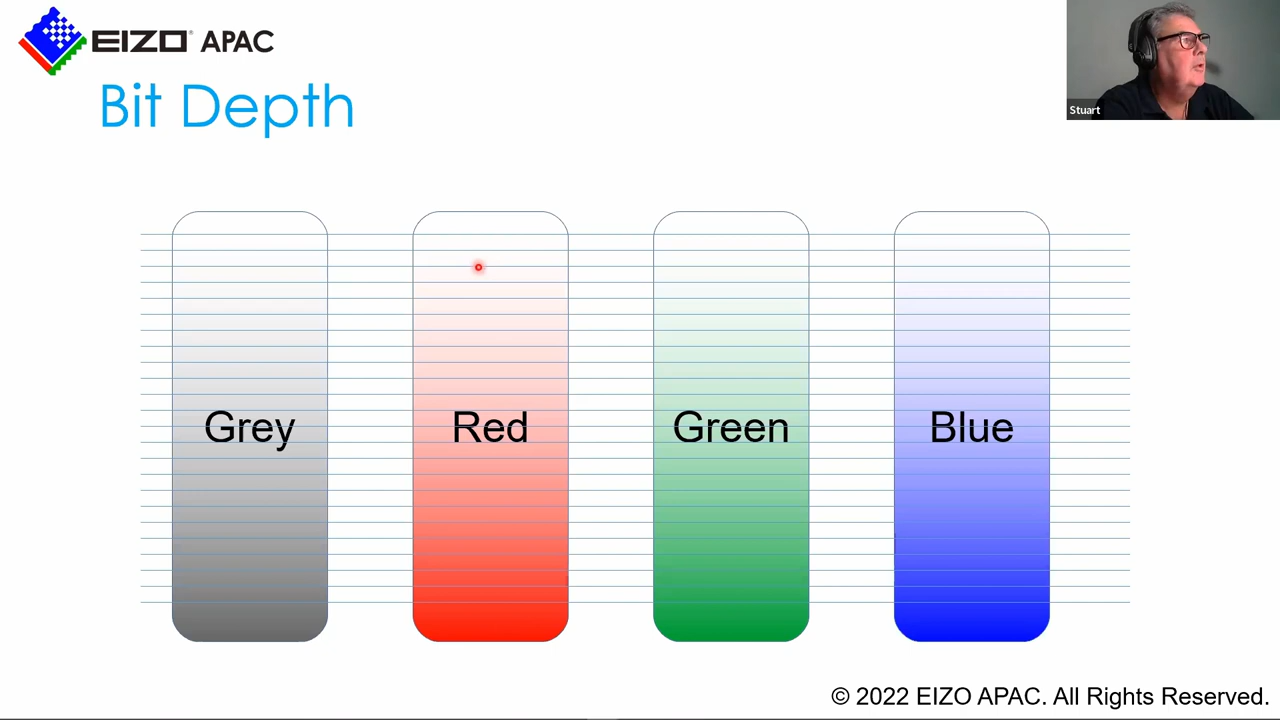 EIZO® APAC
Bit Depth
Stuart
Grey
Red
Green
Blue
© 2022 EIZO APAC. All Rights Reserved.